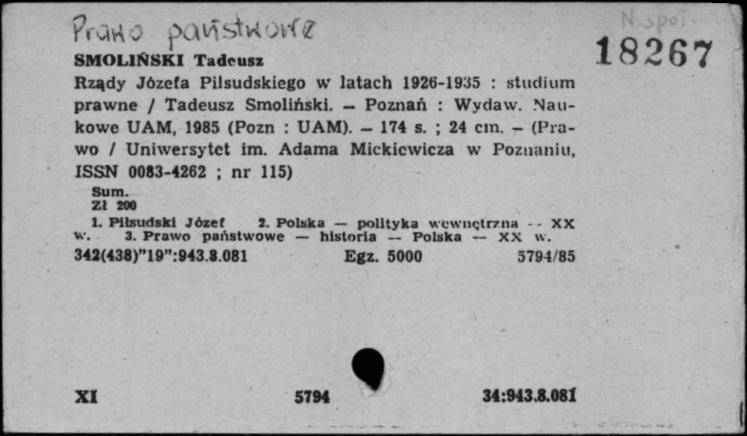 Prawo państwowe
N. społ.
18267
SMOLIŃSKI Tadeusz
Rządy Józefa Piłsudskiego w latach 1926-1935 : studium
prawne / Tadeusz Smoliński. — Poznań : Wydaw. Nau-
kowe UAM, 1985 (Pozn : UAM). — 174 s. ; 24 cm. — (Pra-
wo / Uniwersytet im. Adama Mickiewicza w Poznaniu,
ISSN 0083-4262 ; nr 115)
Sum.
Zł 200
1. Piłsudski Józef 2. Polska — polityka wewnętrzna -- XX
w. 3. Prawo państwowe — historia — Polska — XX w.
342(438)"19":943.8.081 Egz. 5000 5794/85
XI 5794 34:943.8.081